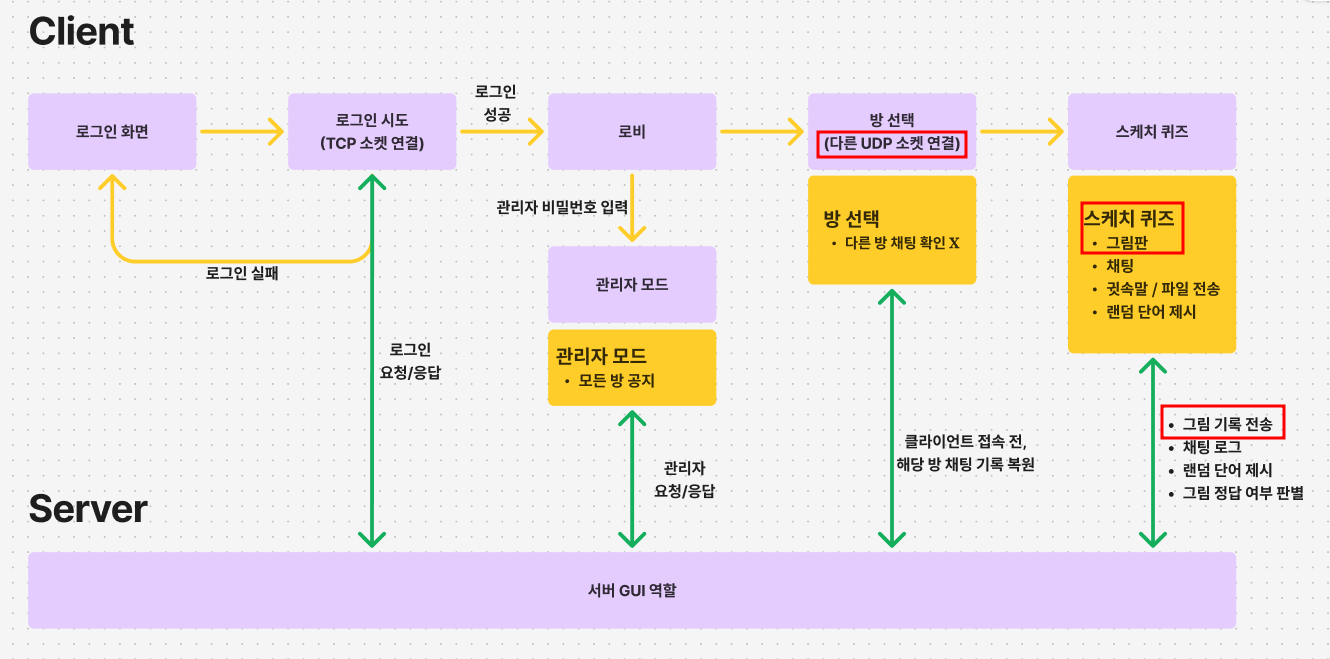 Client
로그인 화면
로그인 시도
(TCP 소켓 연결)
로그인
성공
로비
방 선택
(다른 UDP 소켓 연결)
스케치 퀴즈
로그인 실패
관리자 비밀번호 입력
관리자 모드
관리자 모드
• 모든 방 공지
방 선택
• 다른 방 채팅 확인 X
스케치 퀴즈
• 그림판
• 채팅
• 귓속말 / 파일 전송
• 랜덤 단어 제시
로그인
요청/응답
관리자
요청/응답
클라이언트 접속 전,
해당 방 채팅 기록 복원
• 그림 기록 전송
• 채팅 로그
• 랜덤 단어 제시
• 그림 정답 여부 판별
Server
서버 GUI 역할